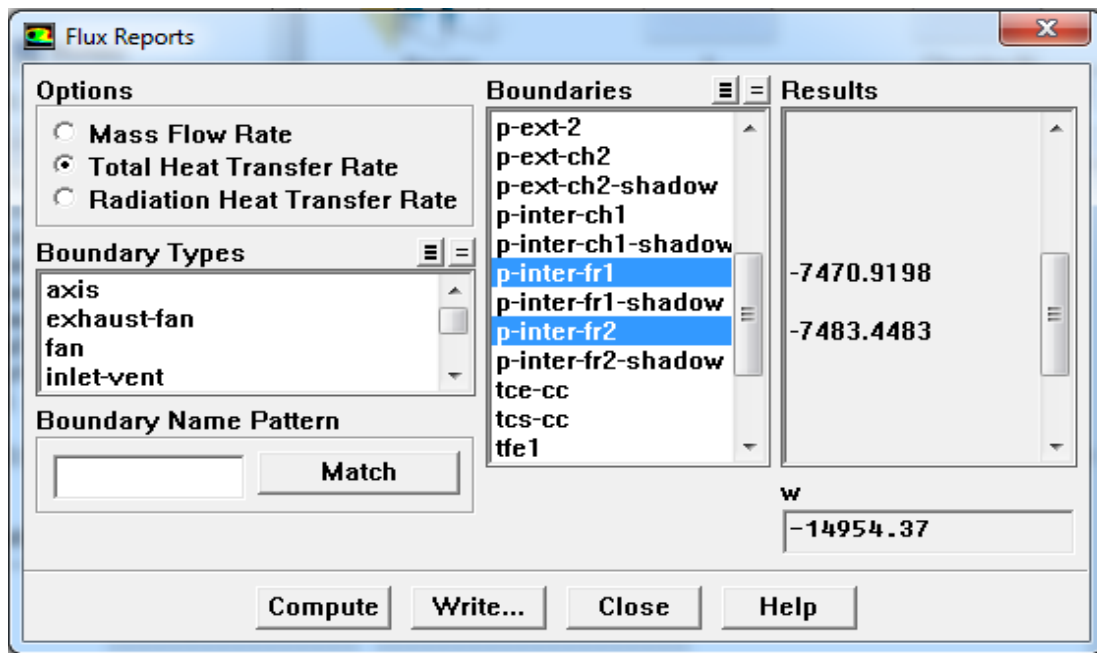 Flux Reports
Options
Mass Flow Rate
Total Heat Transfer Rate
Radiation Heat Transfer Rate
Boundary Types
axis
exhaust-fan
fan
inlet-vent
Boundary Name Pattern
Match
Boundaries
p-ext-2
p-ext-ch2
p-ext-ch2-shadow
p-inter-ch1
p-inter-ch1-shadow
p-inter-fr1
p-inter-fr1-shadow
p-inter-fr2
p-inter-fr2-shadow
tce-cc
tcs-cc
tfe1
Results
-7470.9198
-7483.4483
w
-14954.37
Compute
Write...
Close
Help